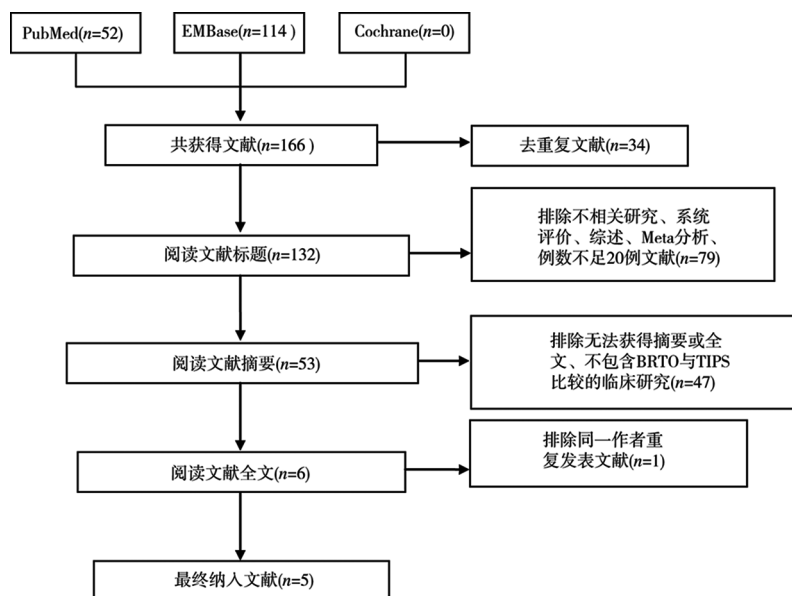 PubMed(n=52)
EMBase(n=114 )
Cochrane(n=0)
共获得文献(n=166 )
去重复文献(n=34)
阅读文献标题(n=132)
排除不相关研究、系统
评价、综述、Meta分析、
例数不足20例文献(n=79)
阅读文献摘要(n=53)
排除无法获得摘要或全
文、不包含BRTO与TIPS
比较的临床研究(n=47)
阅读文献全文(n=6)
排除同一作者重
复发表文献(n=1)
最终纳人文献(n=5)